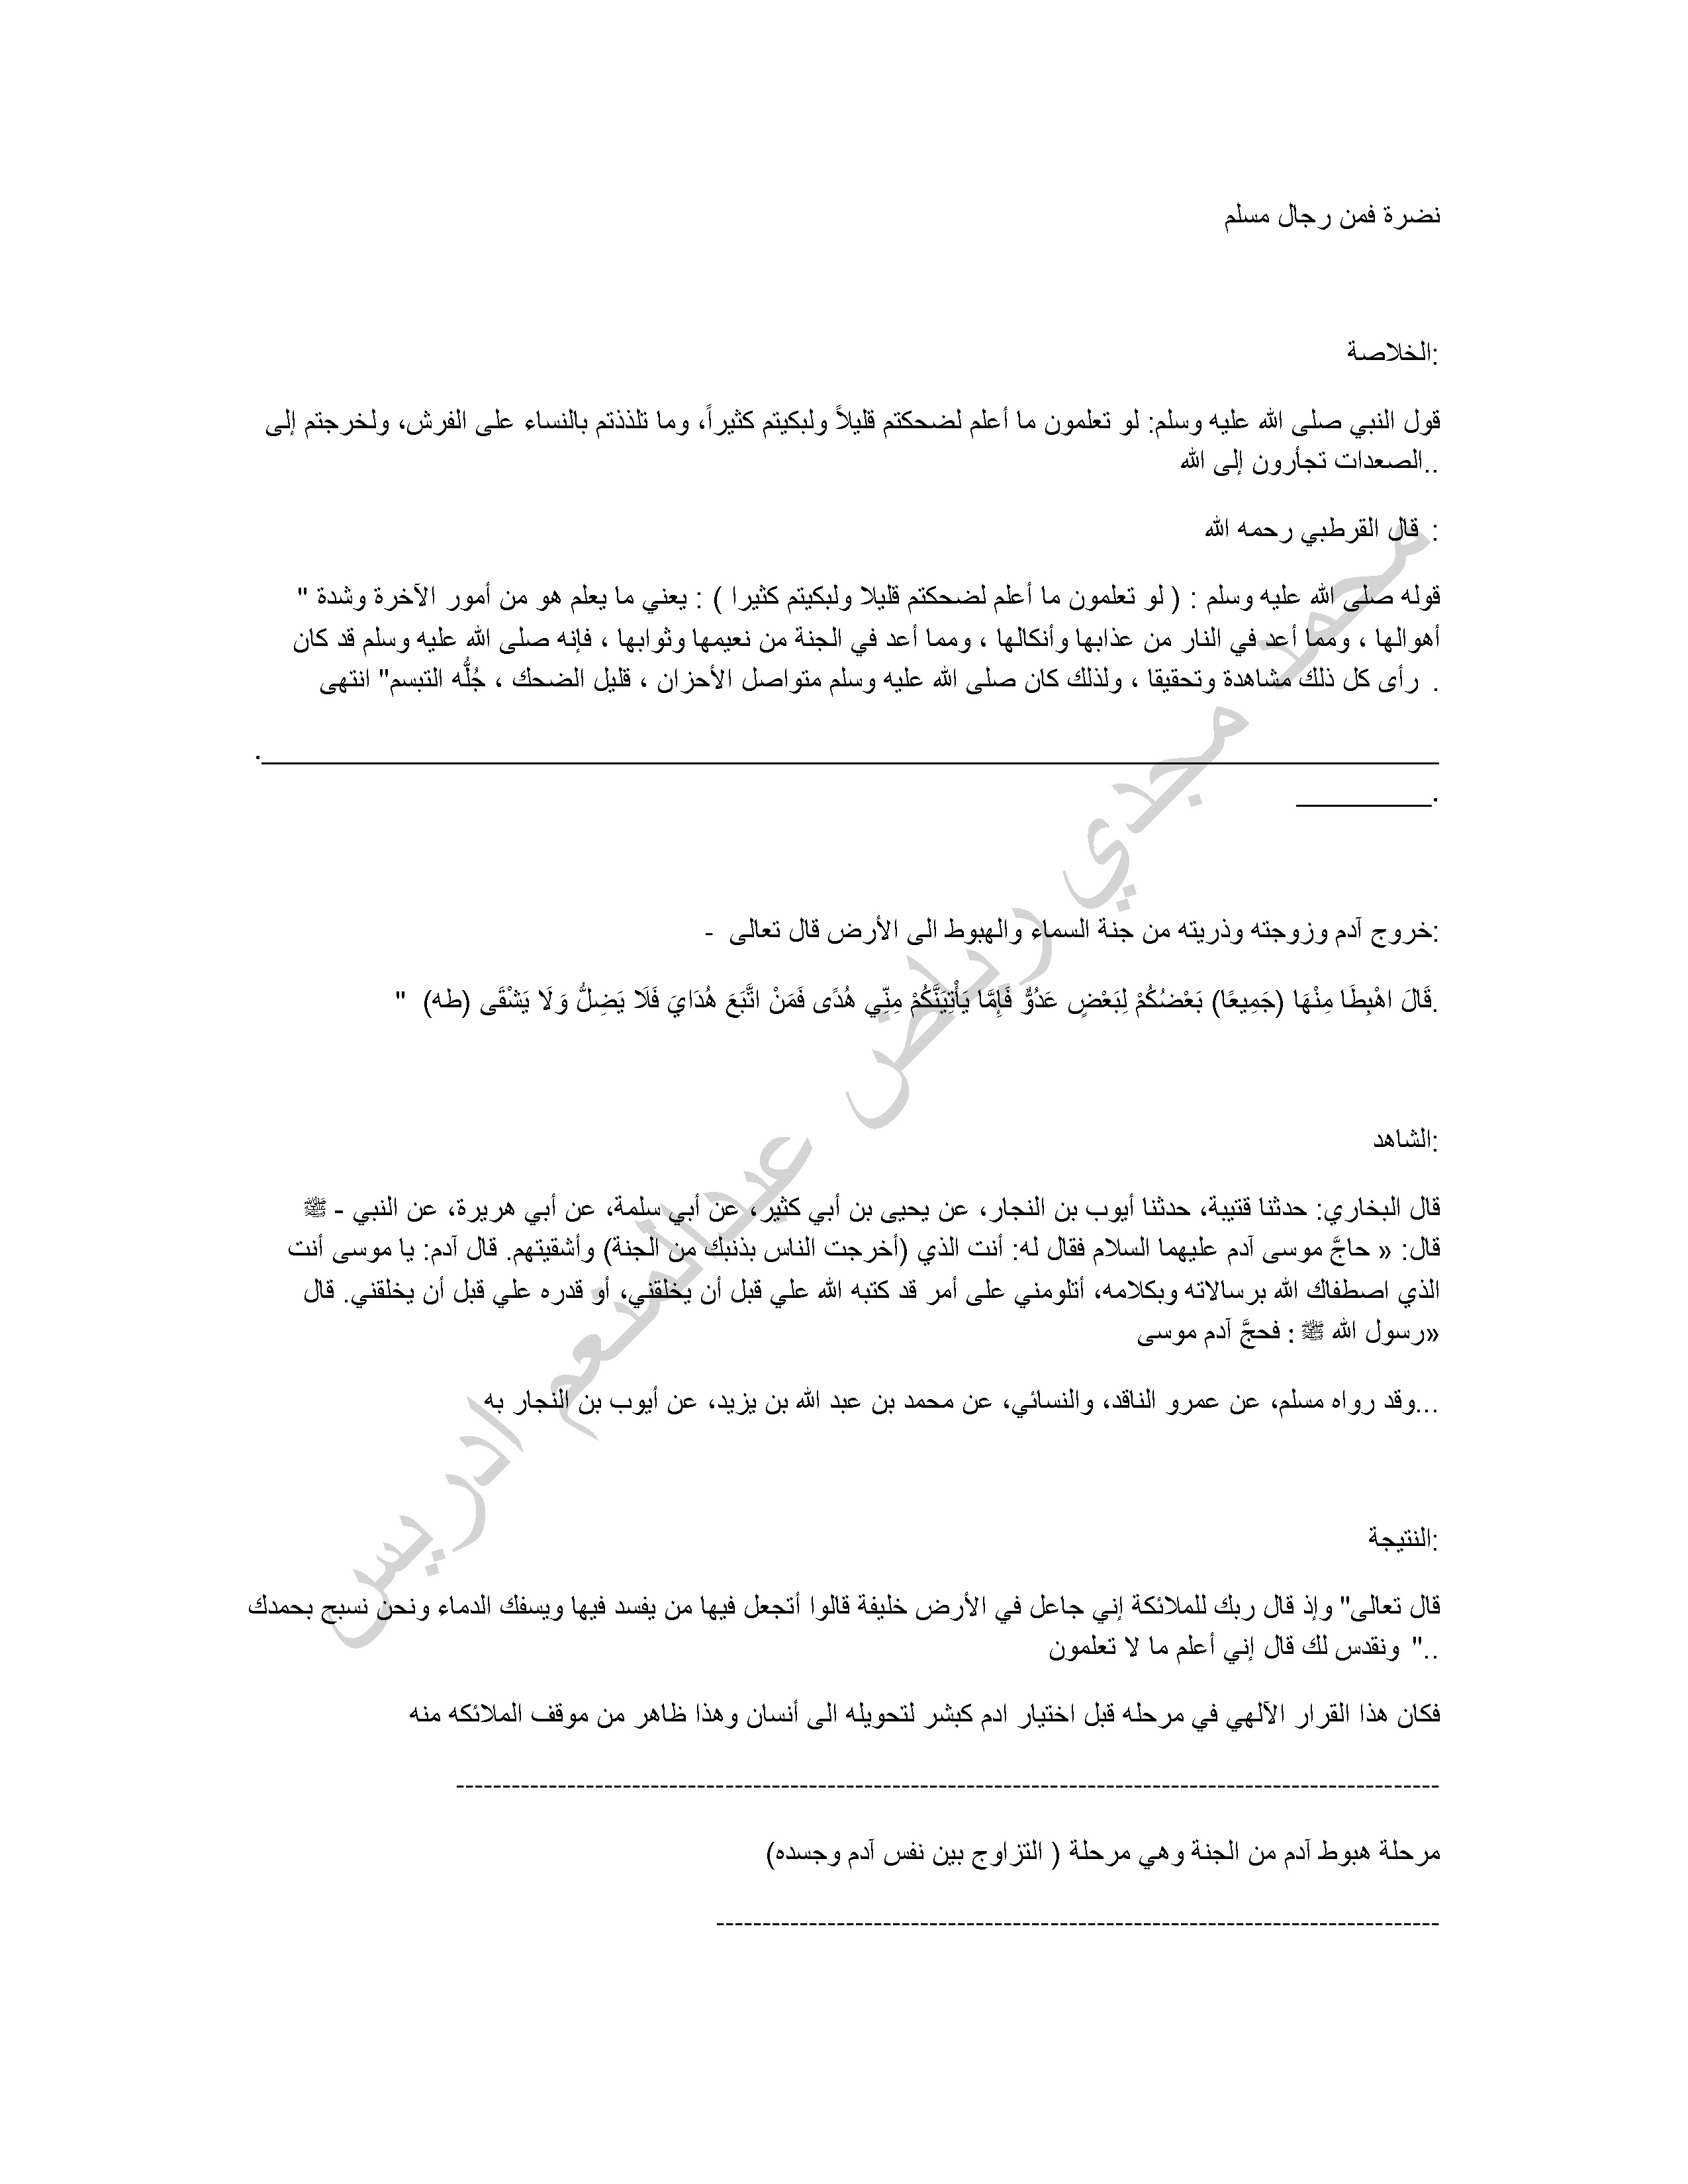 نضرة فمن رجال مسلم
:الخلاصة
قول النبي صلى الله عليه وسلم: لو تعلمون ما أعلم لضحكتم قليلاً ولبكيتم كثيراً، وما تلذذتم بالنساء على الفرش، ولخرجتم إلى
..الصعدات تجأرون إلى الله
: قال القرطبي رحمه الله
قوله صلى الله عليه وسلم : ( لو تعلمون ما أعلم لضحكتم قليلا ولبكيتم كثيرا ) : يعني ما يعلم هو من أمور الآخرة وشدة "
أهوالها ، ومما أعد في النار من عذابها وأنكالها ، ومما أعد في الجنة من نعيمها وثوابها ، فإنه صلى الله عليه وسلم قد كان
. رأى كل ذلك مشاهدة وتحقيقا ، ولذلك كان صلى الله عليه وسلم متواصل الأحزان ، قليل الضحك ، جُلُّه التبسم" انتهى
ـــــــــــــــــــــــــــــــــــــــــــــــــــــــــــــــــــــــــــــــــــــــــــــــــــــــــــــــ.
.ـــــــــــــــــــ
:خروج آدم وزوجته وذريته من جنة السماء والهبوط الى الأرض قال تعالى -
.قَالَ اهْبِطَا مِنْهَا (جَمِيعًا) بَعْضُكُمْ لِبَعْضٍ عَدُوٌّ فَإِمَّا يَأْتِيَنَّكُمْ مِنِّي هُدًى فَمَنْ اتَّبَعَ هُدَايَ فَلَا يَضِلُّ وَلَا يَشْقَى (طه) "
:الشاهد
قال البخاري: حدثنا قتيبة، حدثنا أيوب بن النجار، عن يحيى بن أبي كثير، عن أبي سلمة، عن أبي هريرة، عن النبي - ﷺ
قال: « حاجَّ موسى آدم عليهما السلام فقال له: أنت الذي (أخرجت الناس بذنبك من الجنة) وأشقيتهم. قال آدم: يا موسى أنت
الذي اصطفاك الله برسالاته وبكلامه، أتلومني على أمر قد كتبه الله علي قبل أن يخلقني، أو قدره علي قبل أن يخلقني. قال
»رسول الله ﷺ : فحجَّ آدم موسى
...وقد رواه مسلم، عن عمرو الناقد، والنسائي، عن محمد بن عبد الله بن يزيد، عن أيوب بن النجار به
:النتيجة
قال تعالى" وإذ قال ربك للملائكة إني جاعل في الأرض خليفة قالوا أتجعل فيها من يفسد فيها ويسفك الدماء ونحن نسبح بحمدك
.." ونقدس لك قال إني أعلم ما لا تعلمون
فكان هذا القرار الآلهي في مرحله قبل اختيار ادم كبشر لتحويله الى أنسان وهذا ظاهر من موقف الملائكه منه
----------------------------------------------------------------------------------------------------------
مرحلة هبوط آدم من الجنة وهي مرحلة ( التزاوج بين نفس آدم وجسده)
------------------------------------------------------------------------------
محمد مجدي رياض عبدالمنعم ادريس